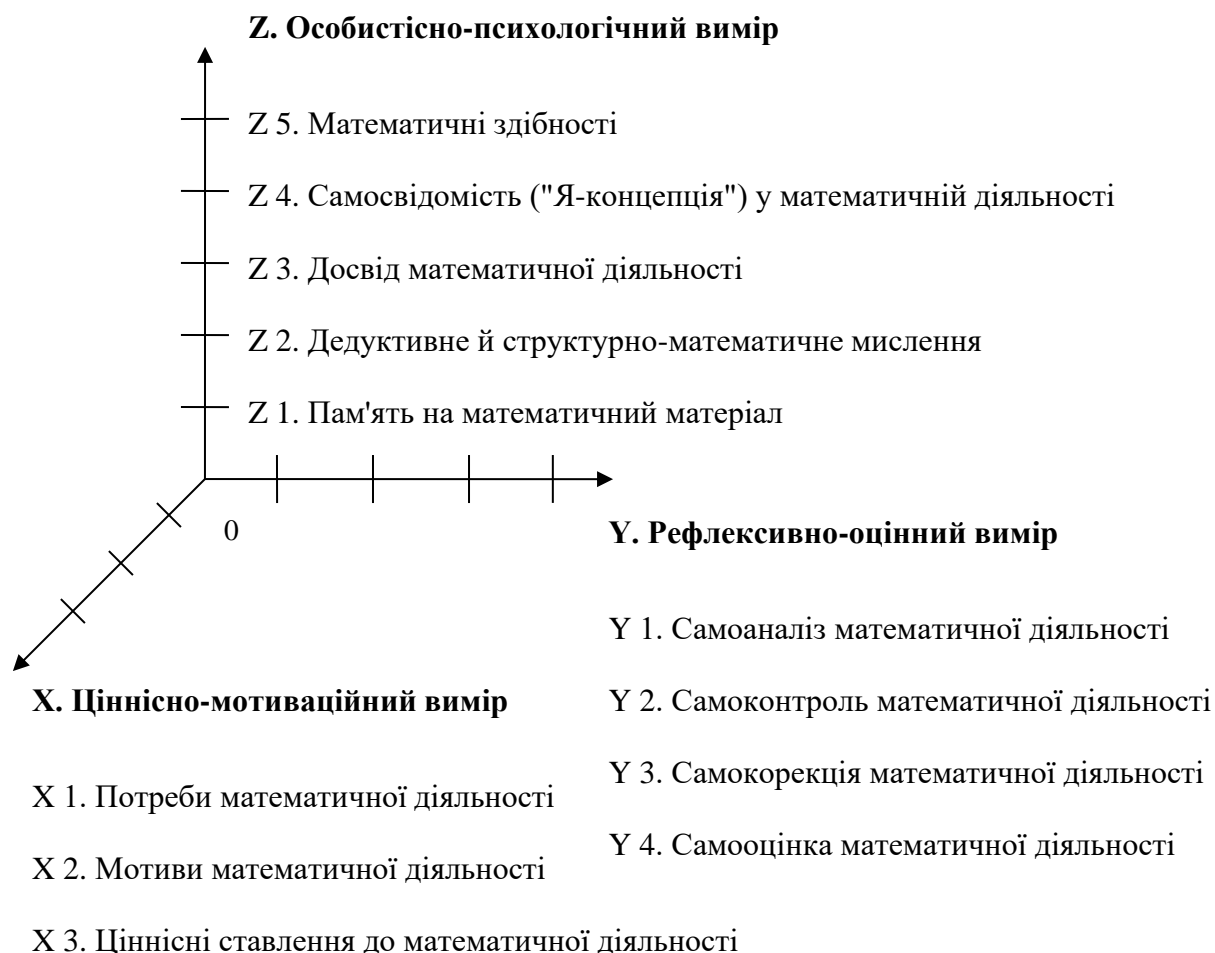 Z. Особистісно-психологічний вимір
Z 5. Математичні здібності
Z 4. Самосвідомість ("Я-концепція") у математичній діяльності
Z 3. Досвід математичної діяльності
Z 2. Дедуктивне й структурно-математичне мислення
Z 1. Пам'ять на математичний матеріал
0
Y. Рефлексивно-оцінний вимір
Y 1. Самоаналіз математичної діяльності
Y 2. Самоконтроль математичної діяльності
Y 3. Самокорекція математичної діяльності
Y 4. Самооцінка математичної діяльності
X. Ціннісно-мотиваційний вимір
X 1. Потреби математичної діяльності
X 2. Мотиви математичної діяльності
X 3. Ціннісні ставлення до математичної діяльності